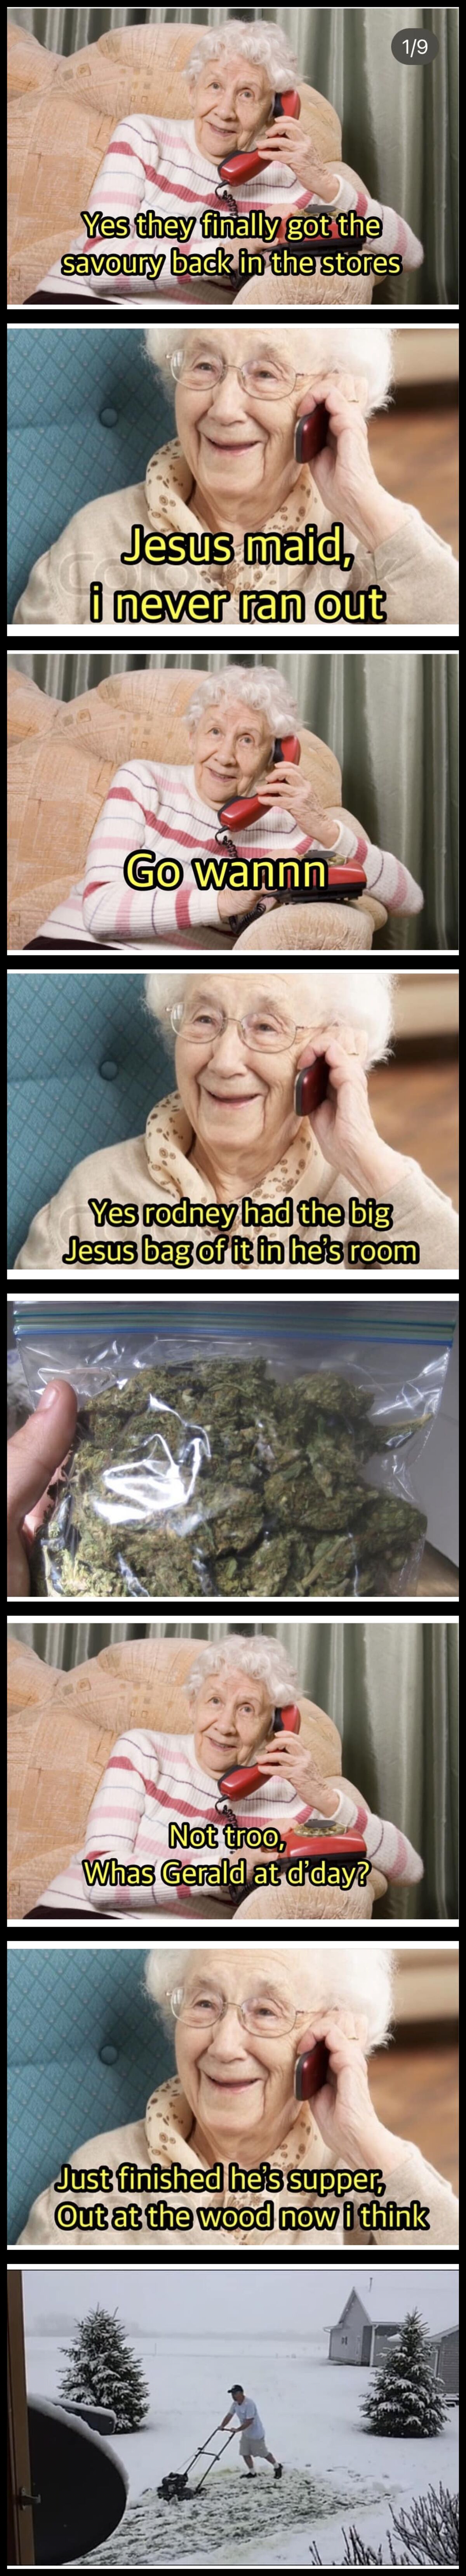 1/9
Yes they finally got the
savoury back in the stores
Jesus maid,
i never ran out
Go wannn
Yes rodney had the big
Jesus bag of it in he's room
Not troo,
Whas Gerald at d'day?
Just finished he's supper,
Out at the wood now i think